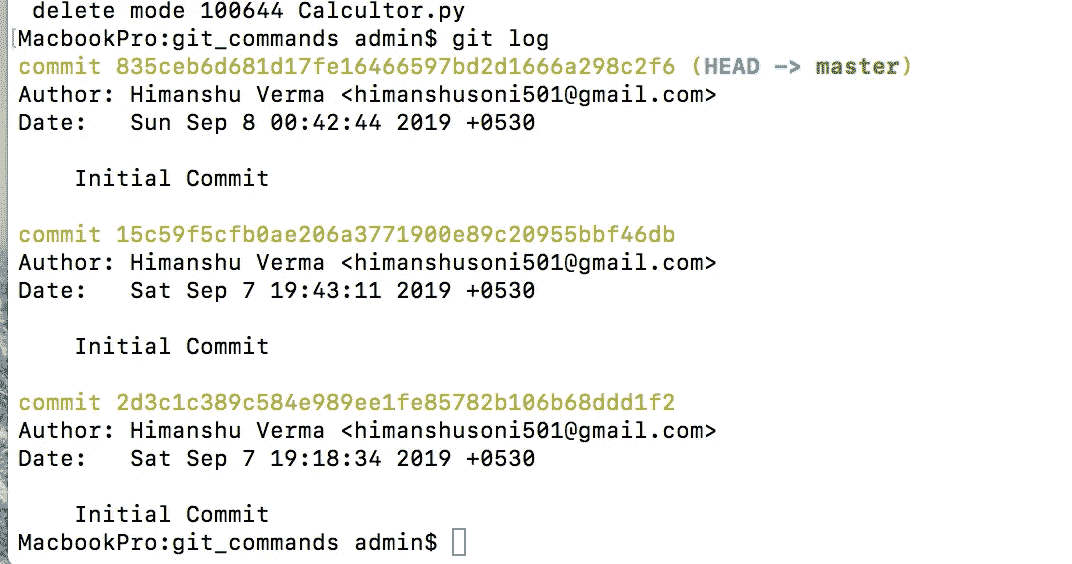 delete mode 100644 Calcultor.py
[MacbookPro:git_commands admin$ git log
commit 835ceb6d681d17fe16466597bd2d1666a298c2f6 (HEAD -> master)
Author: Himanshu Verma <himanshusoni501@gmail.com>
Date:   Sun Sep 8 00:42:44 2019 +0530
Initial Commit
commit 15c59f5cfb0ae206a3771900e89c20955bbf46db
Author: Himanshu Verma <himanshusoni501@gmail.com>
Date:   Sat Sep 7 19:43:11 2019 +0530
Initial Commit
commit 2d3c1c389c584e989ee1fe85782b106b68ddd1f2
Author: Himanshu Verma <himanshusoni501@gmail.com>
Date:   Sat Sep 7 19:18:34 2019 +0530
Initial Commit
MacbookPro:git_commands admin$